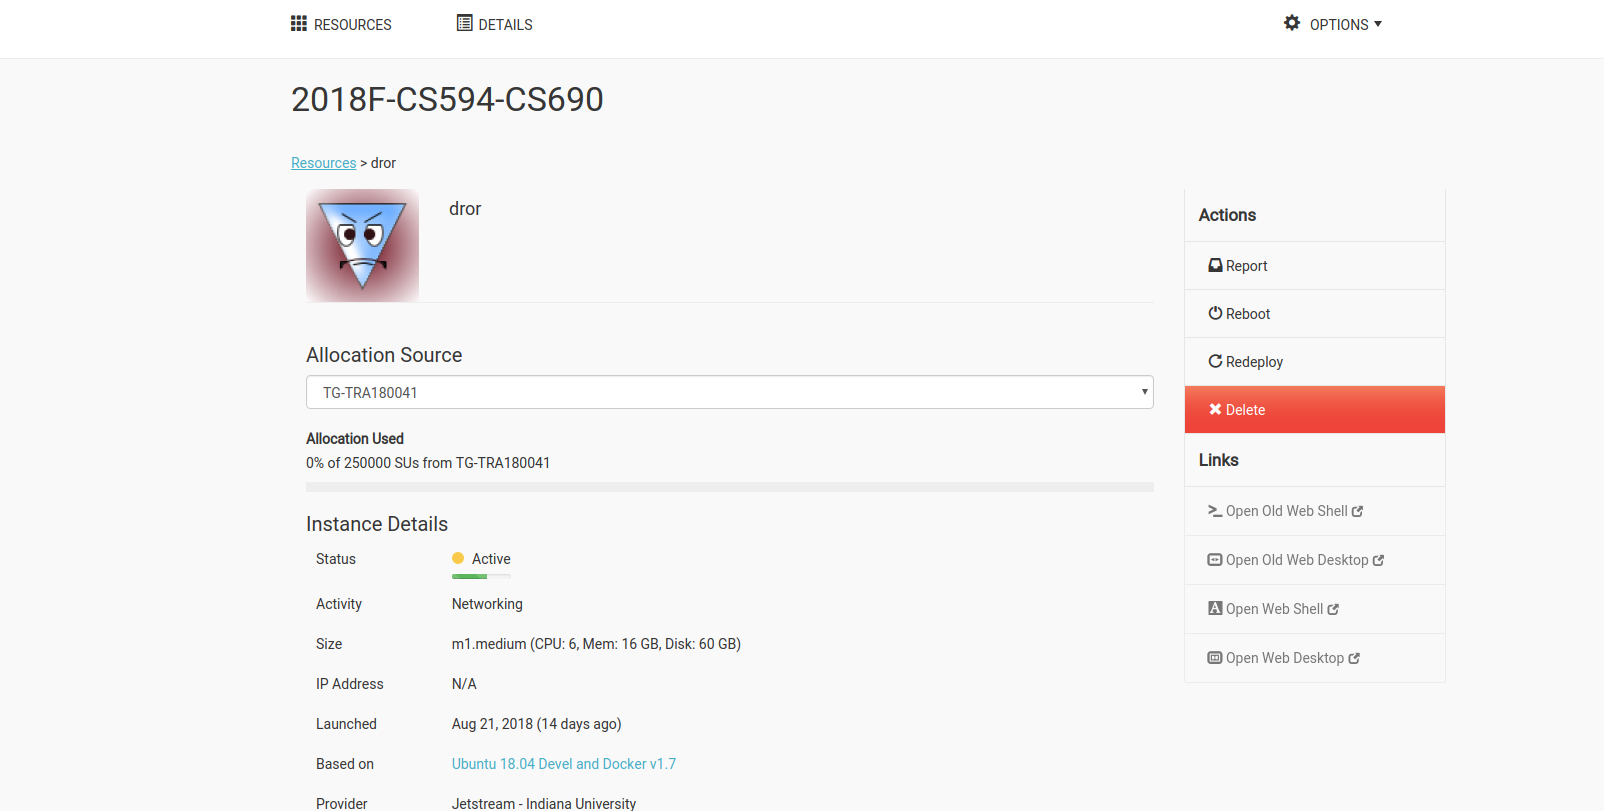 RESOURCES DETAILS OPTIONS
2018F-CS594-CS690
Resources > dror
dror
Allocation Source
TG-TRA180041
Allocation Used
0% of 250000 SUs from TG-TRA180041
Instance Details
Status Active
Activity Networking
Size m1.medium (CPU: 6, Mem: 16 GB, Disk: 60 GB)
IP Address N/A
Launched Aug 21, 2018 (14 days ago)
Based on Ubuntu 18.04 Devel and Docker v1.7
Provider Jetstream - Indiana University
Actions
Report
Reboot
Redeploy
Delete
Links
Open Old Web Shell
Open Old Web Desktop
Open Web Shell
Open Web Desktop